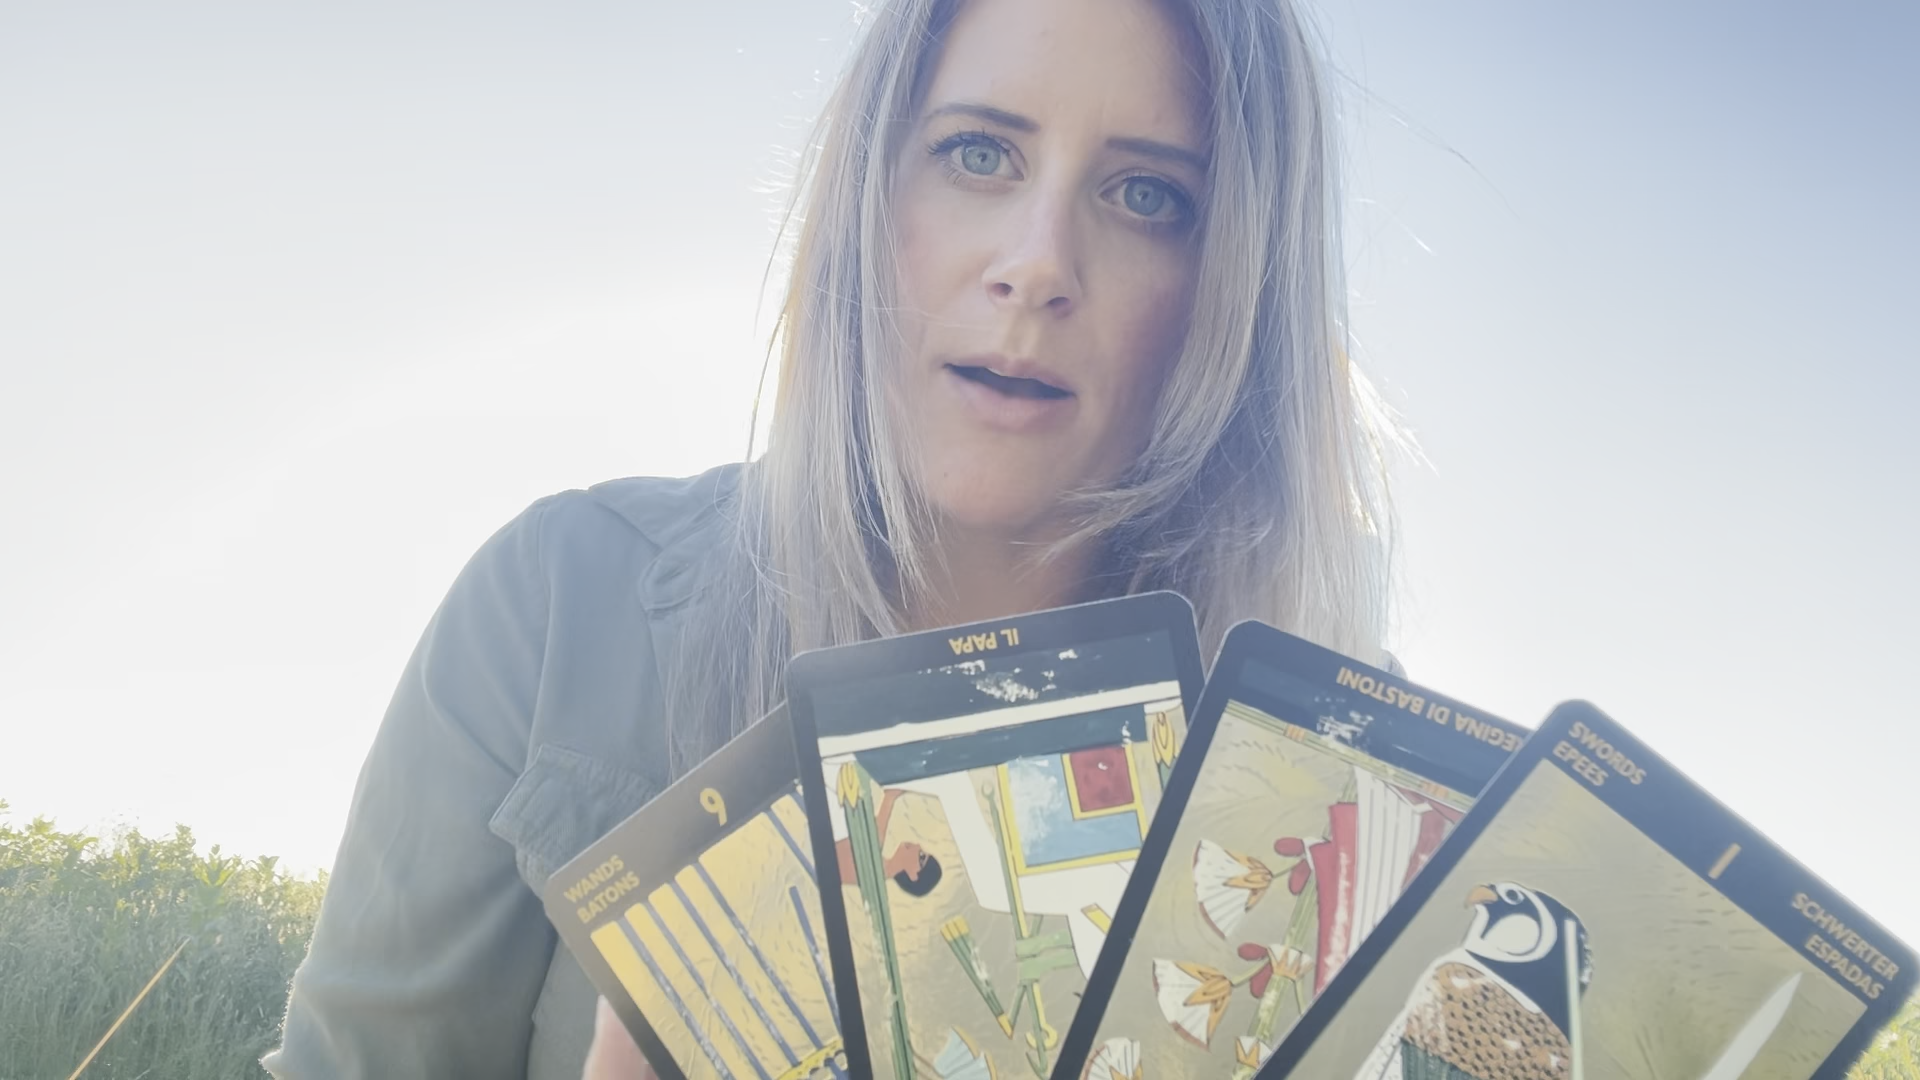 9
WANDS
BATONS
IL PAPA
EGINA DI BASTONI
SWORDS
EPEES
I
SCHWERTER
ESPADAS